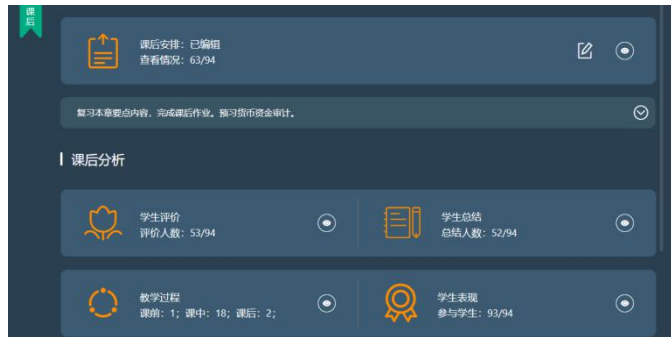 课后
课后安排：已编辑
查看情况：63/94
复习本章要点内容，完成课后作业。预习货币资金审计。
课后分析
学生评价
评价人数：53/94
学生总结
总结人数：52/94
教学过程
课前：1；课中：18；课后：2；
学生表现
参与学生：93/94